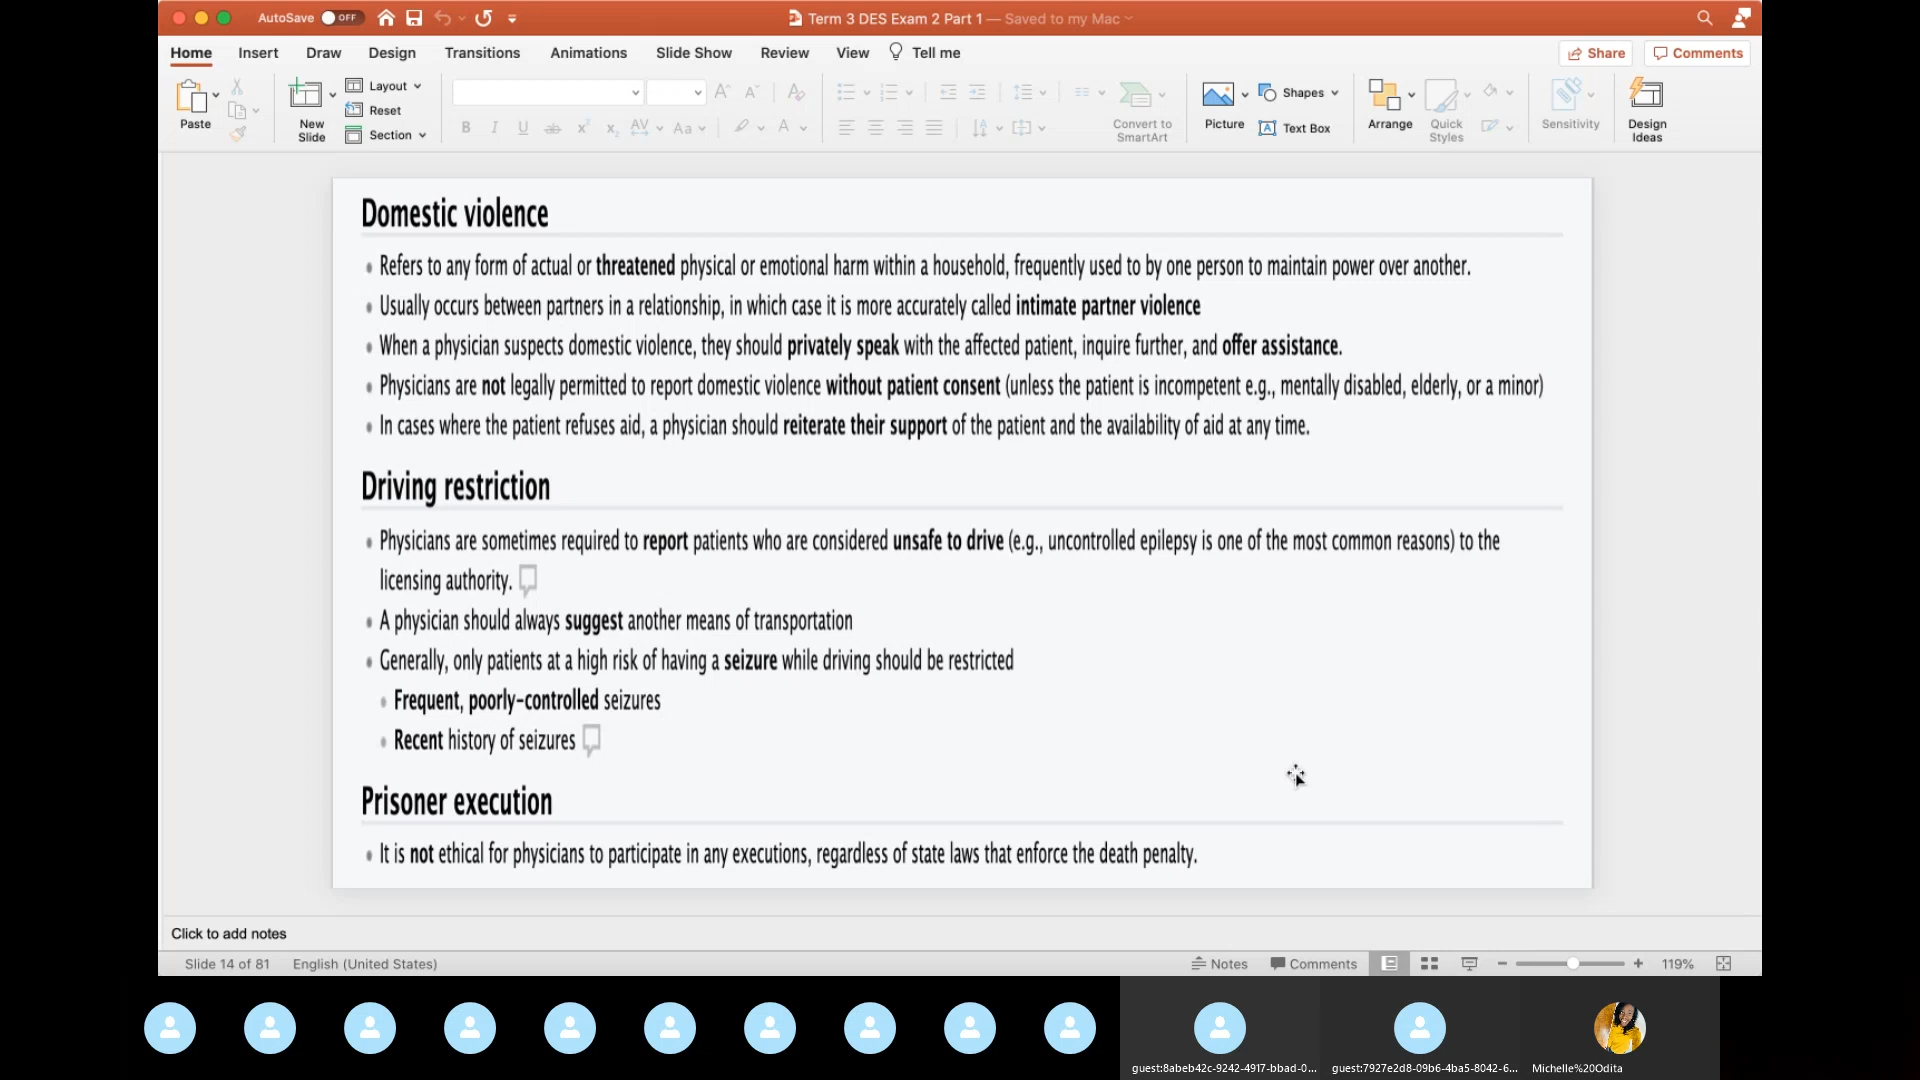 AutoSave OFF
Term 3 DES Exam 2 Part 1 — Saved to my Mac
Home Insert Draw Design Transitions Animations Slide Show Review View Tell me Share Comments
Paste New Slide Layout Reset Section Convert to SmartArt Picture Shapes Text Box Arrange Quick Styles Sensitivity Design Ideas
Domestic violence
Refers to any form of actual or threatened physical or emotional harm within a household, frequently used to by one person to maintain power over another.
Usually occurs between partners in a relationship, in which case it is more accurately called intimate partner violence
When a physician suspects domestic violence, they should privately speak with the affected patient, inquire further, and offer assistance.
Physicians are not legally permitted to report domestic violence without patient consent (unless the patient is incompetent e.g., mentally disabled, elderly, or a minor)
In cases where the patient refuses aid, a physician should reiterate their support of the patient and the availability of aid at any time.
Driving restriction
Physicians are sometimes required to report patients who are considered unsafe to drive (e.g., uncontrolled epilepsy is one of the most common reasons) to the
licensing authority.
A physician should always suggest another means of transportation
Generally, only patients at a high risk of having a seizure while driving should be restricted
Frequent, poorly-controlled seizures
Recent history of seizures
Prisoner execution
It is not ethical for physicians to participate in any executions, regardless of state laws that enforce the death penalty.
Click to add notes
Slide 14 of 81 English (United States) Notes Comments 119%
guest:8abeb42c-9242-4917-bbad-0... guest:7927e2d8-09b6-4ba5-8042-6... Michelle%20Odita